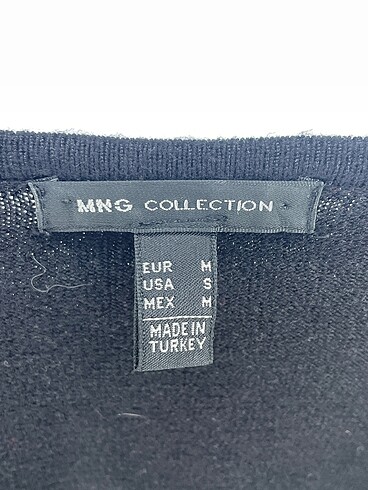 MNG COLLECTION
EUR M
USA S
MEX M
MADE IN
TURKEY